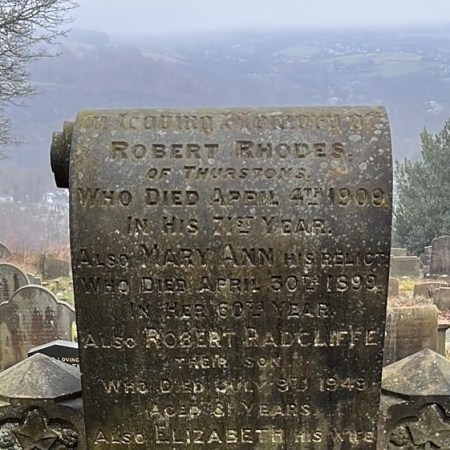 In Loving Memory of
ROBERT RHODES.
OF THURSTONS.
WHO DIED APRIL 4TH 1909
IN HIS 71ST YEAR.
ALSO MARY ANN HIS RELICT
WHO DIED APRIL 30TH 1899.
IN HER 60TH YEAR.
ALSO ROBERT RADCLIFFE
THEIR SON
WHO DIED JULY 9TH 1949
AGED 81 YEARS.
ALSO ELIZABETH HIS WIFE
IN LOVING